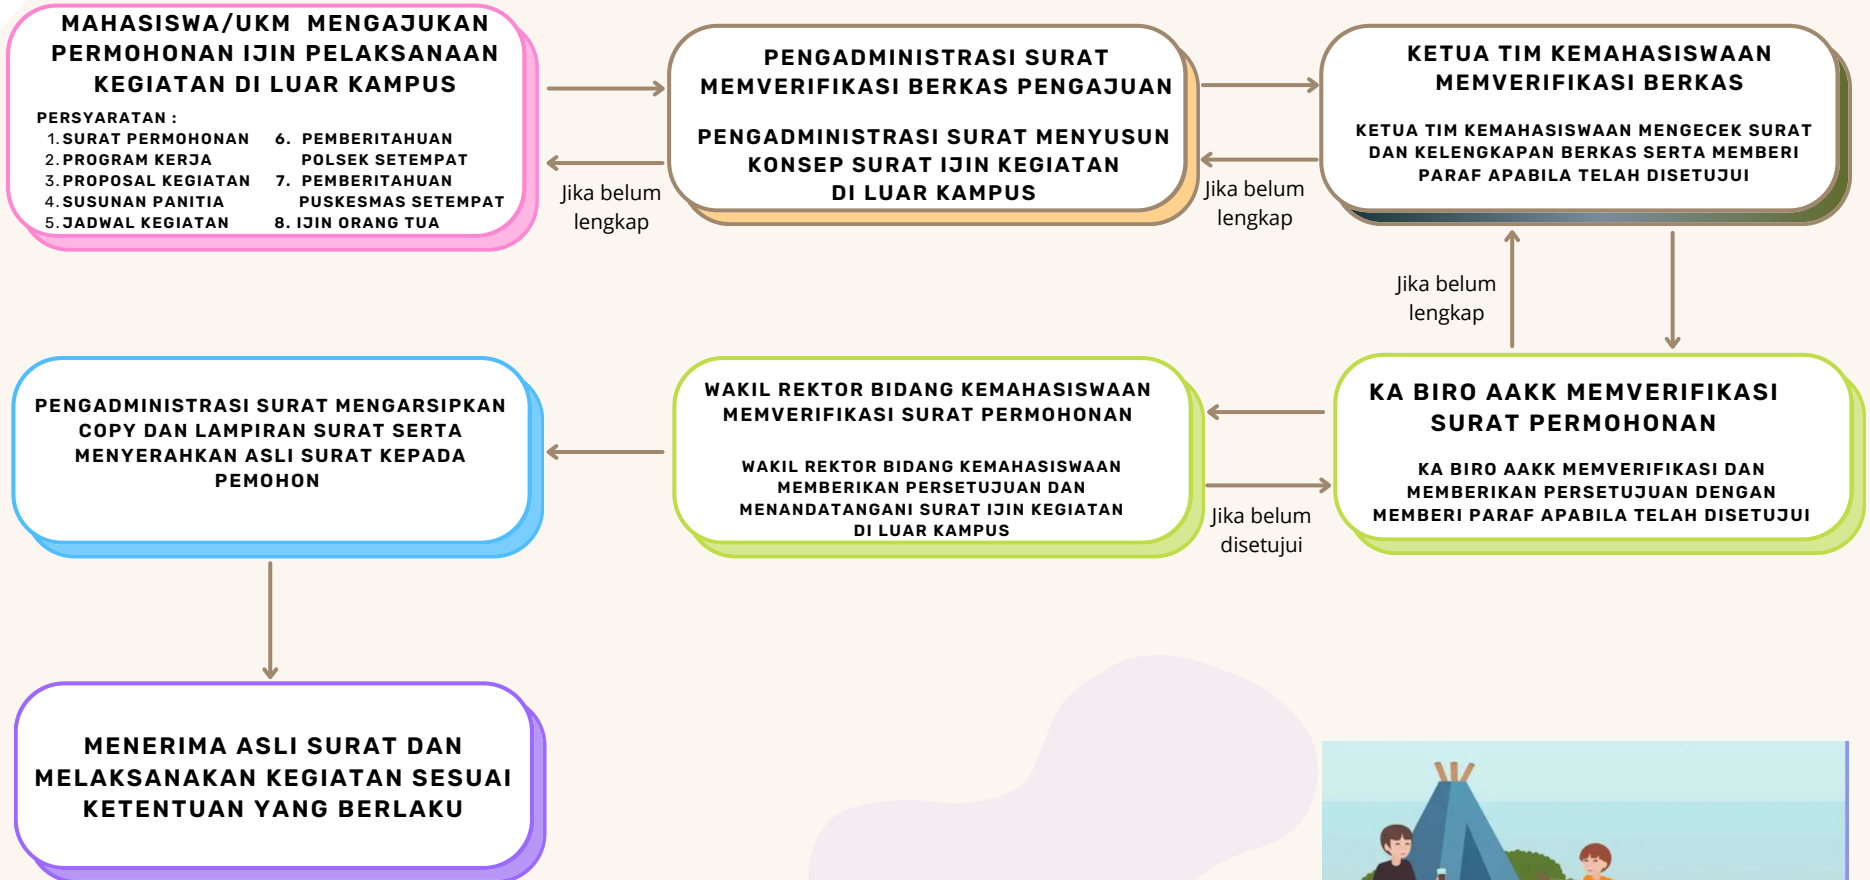 MAHASISWA/UKM MENGAJUKAN
PERMOHONAN IJIN PELAKSANAAN
KEGIATAN DI LUAR KAMPUS
PERSYARATAN :
1. SURAT PERMOHONAN
2. PROGRAM KERJA
3. PROPOSAL KEGIATAN
4. SUSUNAN PANITIA
5. JADWAL KEGIATAN
6. PEMBERITAHUAN
POLSEK SETEMPAT
7. PEMBERITAHUAN
PUSKESMAS SETEMPAT
8. IJIN ORANG TUA
Jika belum
lengkap
PENGADMINISTRASI SURAT
MEMVERIFIKASI BERKAS PENGAJUAN
PENGADMINISTRASI SURAT MENYUSUN
KONSEP SURAT IJIN KEGIATAN
DI LUAR KAMPUS
Jika belum
lengkap
KETUA TIM KEMAHASISWAAN
MEMVERIFIKASI BERKAS
KETUA TIM KEMAHASISWAAN MENGECEK SURAT
DAN KELENGKAPAN BERKAS SERTA MEMBERI
PARAF APABILA TELAH DISETUJUI
Jika belum
lengkap
KA BIRO AAKK MEMVERIFIKASI
SURAT PERMOHONAN
KA BIRO AAKK MEMVERIFIKASI DAN
MEMBERIKAN PERSETUJUAN DENGAN
MEMBERI PARAF APABILA TELAH DISETUJUI
WAKIL REKTOR BIDANG KEMAHASISWAAN
MEMVERIFIKASI SURAT PERMOHONAN
WAKIL REKTOR BIDANG KEMAHASISWAAN
MEMBERIKAN PERSETUJUAN DAN
MENANDATANGANI SURAT IJIN KEGIATAN
DI LUAR KAMPUS
Jika belum
disetujui
PENGADMINISTRASI SURAT MENGARSIPKAN
COPY DAN LAMPIRAN SURAT SERTA
MENYERAHKAN ASLI SURAT KEPADA
PEMOHON
MENERIMA ASLI SURAT DAN
MELAKSANAKAN KEGIATAN SESUAI
KETENTUAN YANG BERLAKU